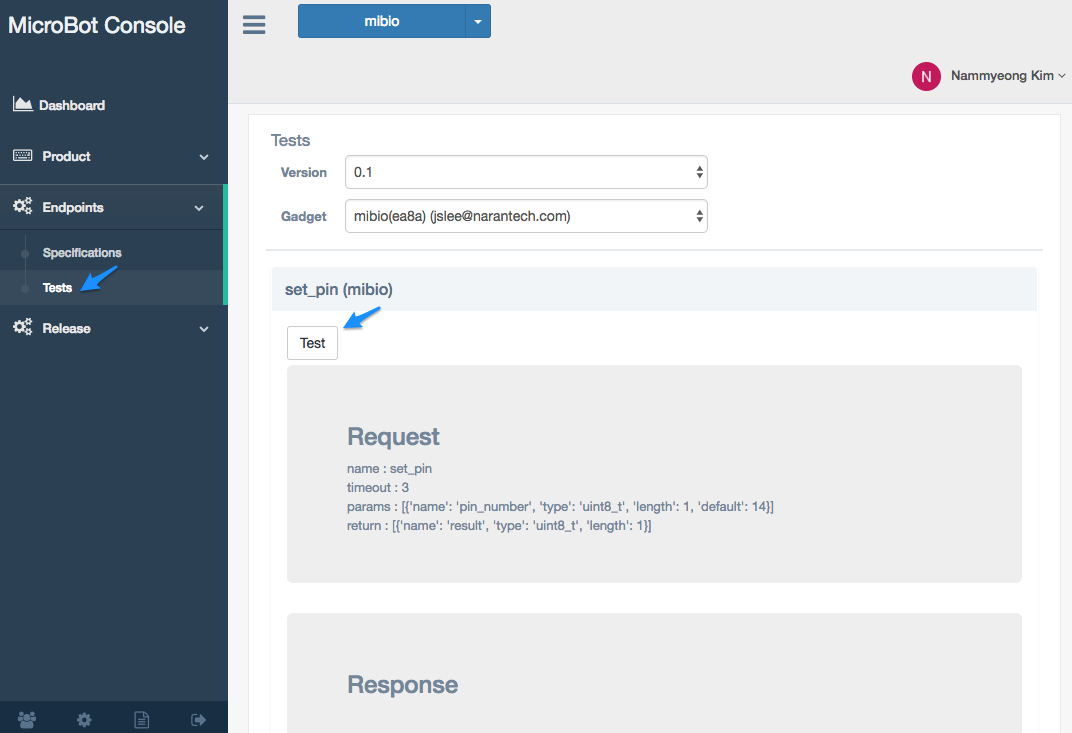 MicroBot Console
mibio
N Nammyeong Kim
Dashboard
Product
Endpoints
Specifications
Tests
Release
Tests
Version 0.1
Gadget mibio(ea8a) (jslee@narantech.com)
set_pin (mibio)
Test
Request
name : set_pin
timeout : 3
params : [{'name': 'pin_number', 'type': 'uint8_t', 'length': 1, 'default': 14}]
return : [{'name': 'result', 'type': 'uint8_t', 'length': 1}]
Response